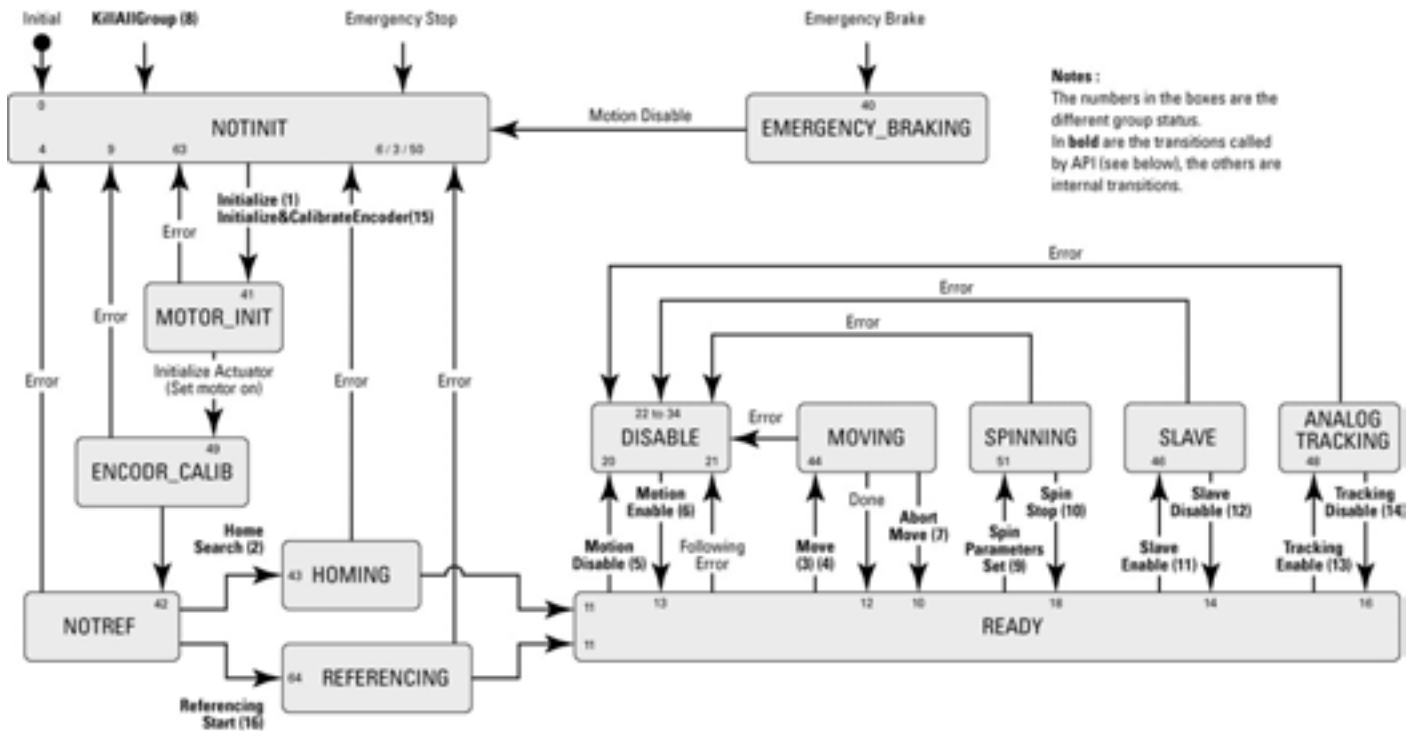 Initial
KillAllGroup (8)
Emergency Stop
Emergency Brake
Notes :
The numbers in the boxes are the
different group status.
In bold are the transitions called
by API (see below), the others are
internal transitions.
0
NOTINIT
4
9
63
6 / 3 / 50
Motion Disable
40
EMERGENCY_BRAKING
Initialize (1)
Initialize&CalibrateEncoder(15)
Error
41
MOTOR_INIT
Error
Initialize Actuator
(Set motor on)
Error
Error
Error
49
ENCODR_CALIB
Error
Error
Error
22 to 34
DISABLE
20
21
Error
MOVING
44
SPINNING
51
SLAVE
46
ANALOG
TRACKING
48
Motion
Disable (5)
Motion
Enable (6)
Following
Error
Move
(3) (4)
Done
Abort
Move (7)
Spin
Parameters
Set (9)
Spin
Stop (10)
Slave
Enable (11)
Slave
Disable (12)
Tracking
Enable (13)
Tracking
Disable (14)
Home
Search (2)
43
HOMING
42
NOTREF
Referencing
Start (16)
64
REFERENCING
11
11
13
12
10
18
14
16
READY